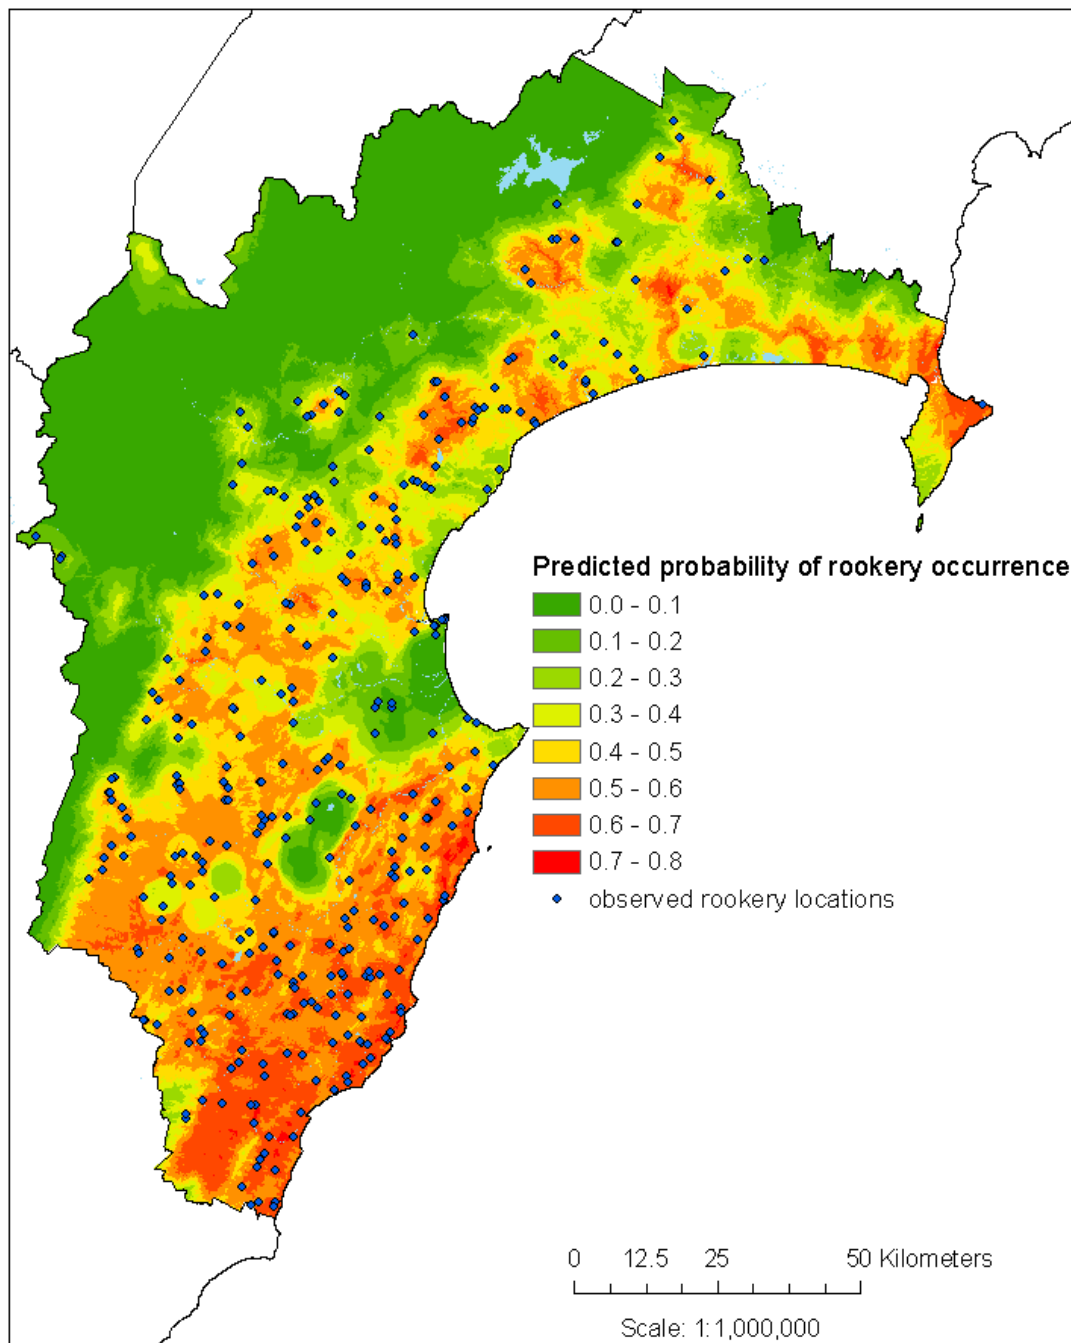 Predicted probability of rookery occurrence
0.0 - 0.1
0.1 - 0.2
0.2 - 0.3
0.3 - 0.4
0.4 - 0.5
0.5 - 0.6
0.6 - 0.7
0.7 - 0.8
observed rookery locations
0 12.5 25 50 Kilometers
Scale: 1:1,000,000